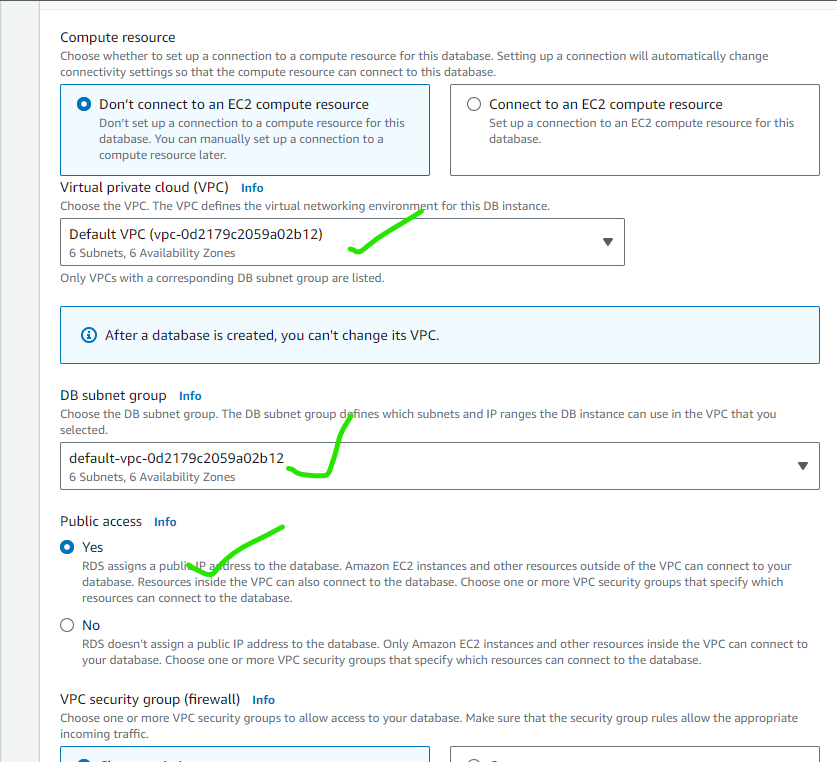 Compute resource
Choose whether to set up a connection to a compute resource for this database. Setting up a connection will automatically change
connectivity settings so that the compute resource can connect to this database.
Don't connect to an EC2 compute resource
Don't set up a connection to a compute resource for this
database. You can manually set up a connection to a
compute resource later.
Connect to an EC2 compute resource
Set up a connection to an EC2 compute resource for this
database.
Virtual private cloud (VPC) Info
Choose the VPC. The VPC defines the virtual networking environment for this DB instance.
Default VPC (vpc-0d2179c2059a02b12)
6 Subnets, 6 Availability Zones
Only VPCs with a corresponding DB subnet group are listed.
After a database is created, you can't change its VPC.
DB subnet group Info
Choose the DB subnet group. The DB subnet group defines which subnets and IP ranges the DB instance can use in the VPC that you
selected.
default-vpc-0d2179c2059a02b12
6 Subnets, 6 Availability Zones
Public access Info
Yes
RDS assigns a public IP address to the database. Amazon EC2 instances and other resources outside of the VPC can connect to your
database. Resources inside the VPC can also connect to the database. Choose one or more VPC security groups that specify which
resources can connect to the database.
No
RDS doesn't assign a public IP address to the database. Only Amazon EC2 instances and other resources inside the VPC can connect to
your database. Choose one or more VPC security groups that specify which resources can connect to the database.
VPC security group (firewall) Info
Choose one or more VPC security groups to allow access to your database. Make sure that the security group rules allow the appropriate
incoming traffic.